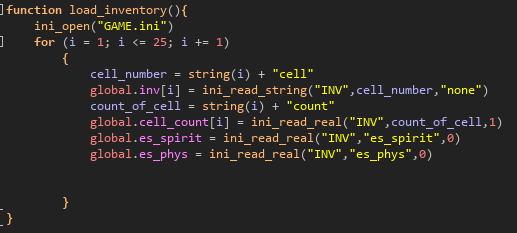 function load_inventory(){
ini_open("GAME.ini")
for (i = 1; i <= 25; i += 1)
{
cell_number = string(i) + "cell"
global.inv[i] = ini_read_string("INV",cell_number,"none")
count_of_cell = string(i) + "count"
global.cell_count[i] = ini_read_real("INV",count_of_cell,1)
global.es_spirit = ini_read_real("INV","es_spirit",0)
global.es_phys = ini_read_real("INV","es_phys",0)
}
}